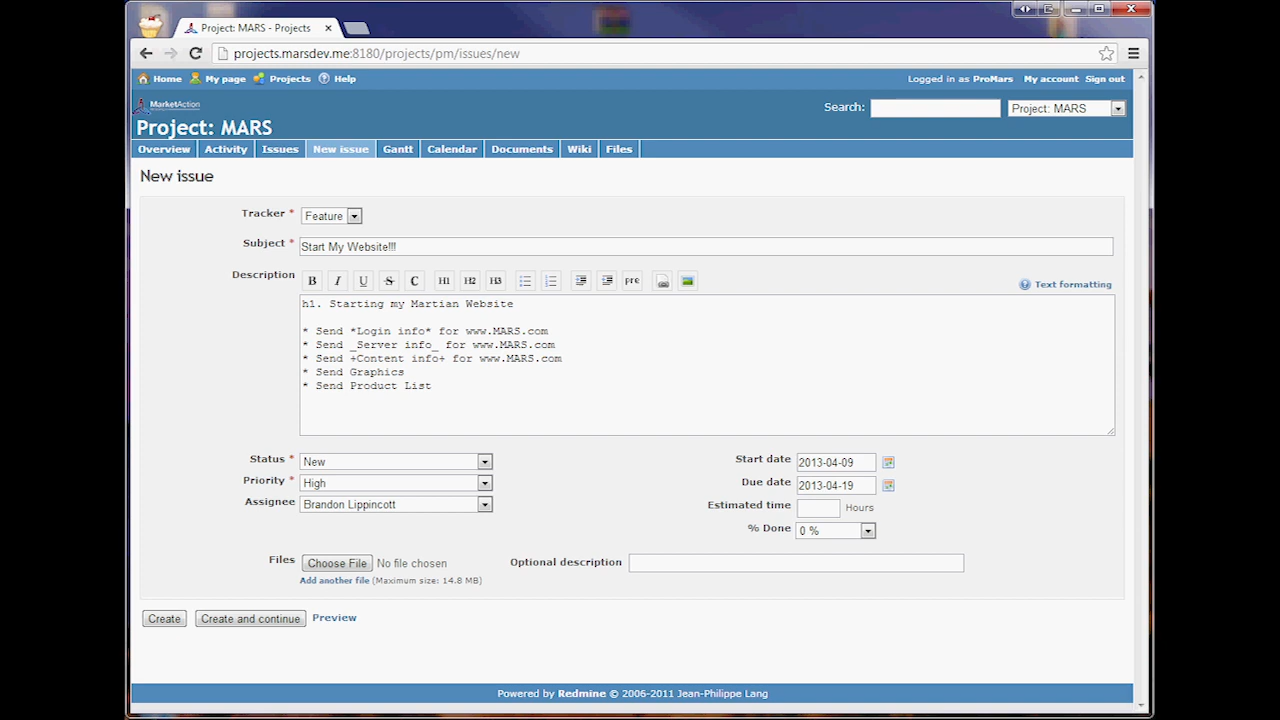 Project: MARS - Projects
projects.marsdev.me:8180/projects/pm/issues/new
Home My page Projects Help Logged in as ProMars My account Sign out
MarketAction
Search: Project: MARS
Project: MARS
Overview Activity Issues New issue Gantt Calendar Documents Wiki Files
New issue
Tracker * Feature
Subject * Start My Website!!!
Description B I U S C H1 H2 H3 pre Text formatting
h1. Starting my Martian Website
* Send *Login info* for www.MARS.com
* Send _Server info_ for www.MARS.com
* Send +Content info+ for www.MARS.com
* Send Graphics
* Send Product List
Status * New Start date 2013-04-09
Priority * High Due date 2013-04-19
Assignee Brandon Lippincott Estimated time Hours
% Done 0 %
Files Choose File No file chosen Optional description
Add another file (Maximum size: 14.8 MB)
Create Create and continue Preview
Powered by Redmine © 2006-2011 Jean-Philippe Lang